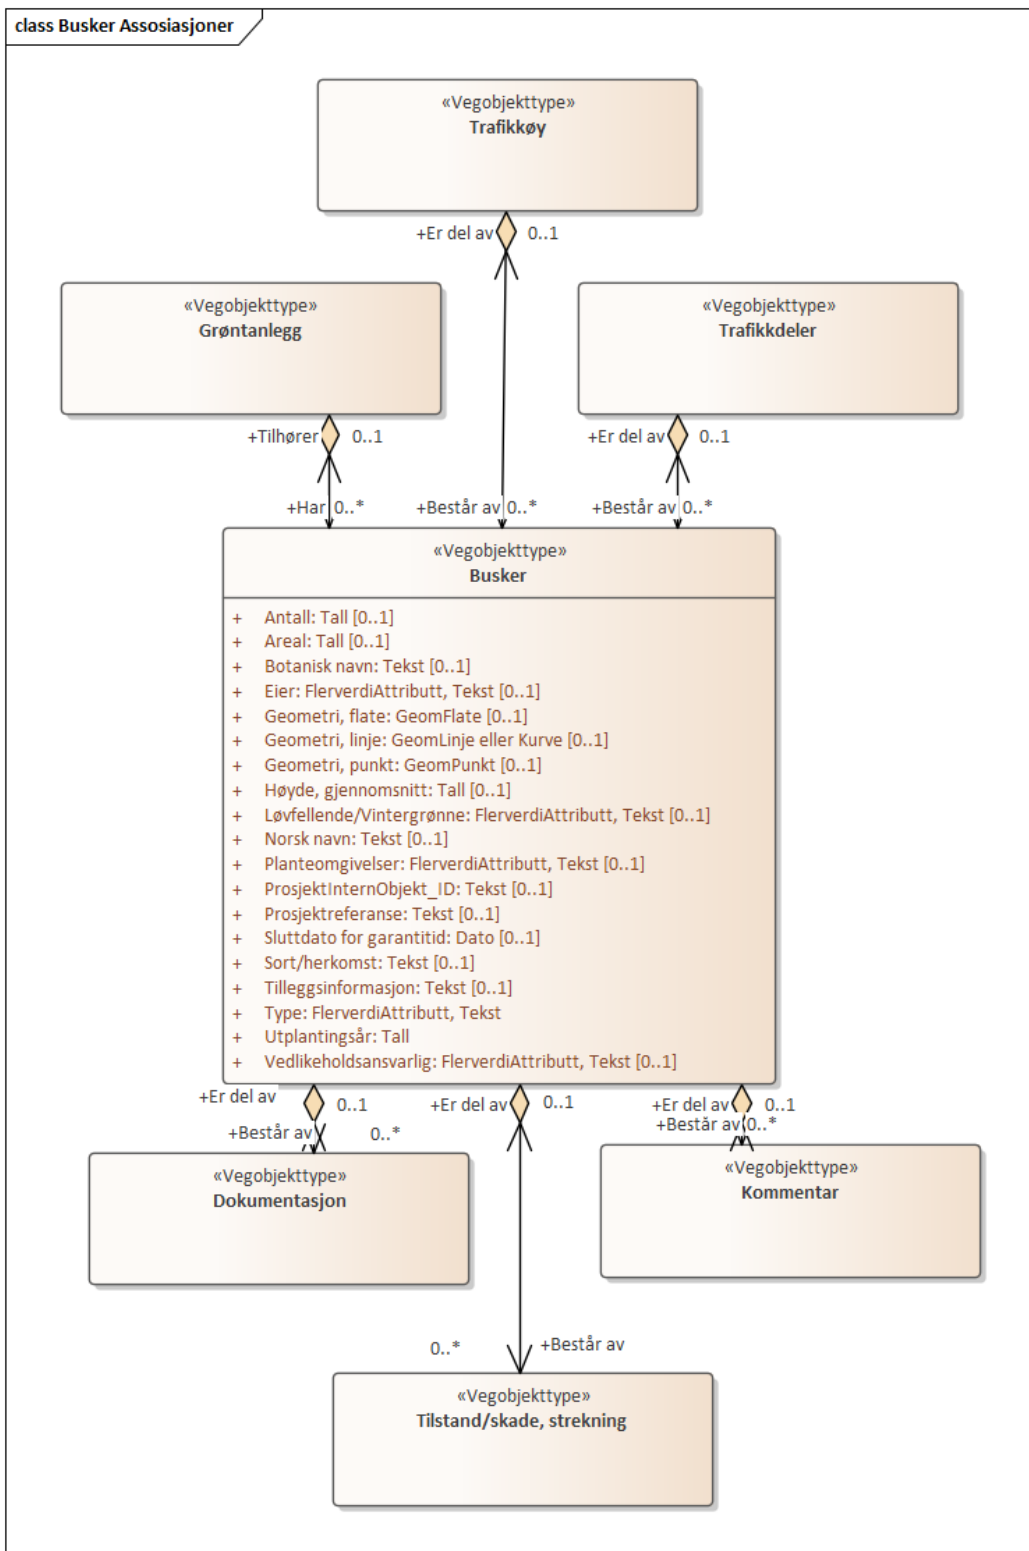 class Busker Assosiasjoner
«Vegobjekttype»
Trafikkøy
+Er del av 0..1
«Vegobjekttype»
Grøntanlegg
«Vegobjekttype»
Trafikkdeler
+Tilhører 0..1
+Er del av 0..1
+Har 0..*
+Består av 0..*
+Består av 0..*
«Vegobjekttype»
Busker
+ Antall: Tall [0..1]
+ Areal: Tall [0..1]
+ Botanisk navn: Tekst [0..1]
+ Eier: FlerverdiAttributt, Tekst [0..1]
+ Geometri, flate: GeomFlate [0..1]
+ Geometri, linje: GeomLinje eller Kurve [0..1]
+ Geometri, punkt: GeomPunkt [0..1]
+ Høyde, gjennomsnitt: Tall [0..1]
+ Løvfellende/Vintergrønne: FlerverdiAttributt, Tekst [0..1]
+ Norsk navn: Tekst [0..1]
+ Planteomgivelser: FlerverdiAttributt, Tekst [0..1]
+ ProsjektInternObjekt_ID: Tekst [0..1]
+ Prosjektreferanse: Tekst [0..1]
+ Sluttdato for garantitid: Dato [0..1]
+ Sort/herkomst: Tekst [0..1]
+ Tilleggsinformasjon: Tekst [0..1]
+ Type: FlerverdiAttributt, Tekst
+ Utplantingsår: Tall
+ Vedlikeholdsansvarlig: FlerverdiAttributt, Tekst [0..1]
+Er del av 0..1
+Er del av 0..1
+Er del av 0..1
+Består av 0..*
+Består av 0..*
«Vegobjekttype»
Dokumentasjon
«Vegobjekttype»
Kommentar
0..* +Består av
«Vegobjekttype»
Tilstand/skade, strekning